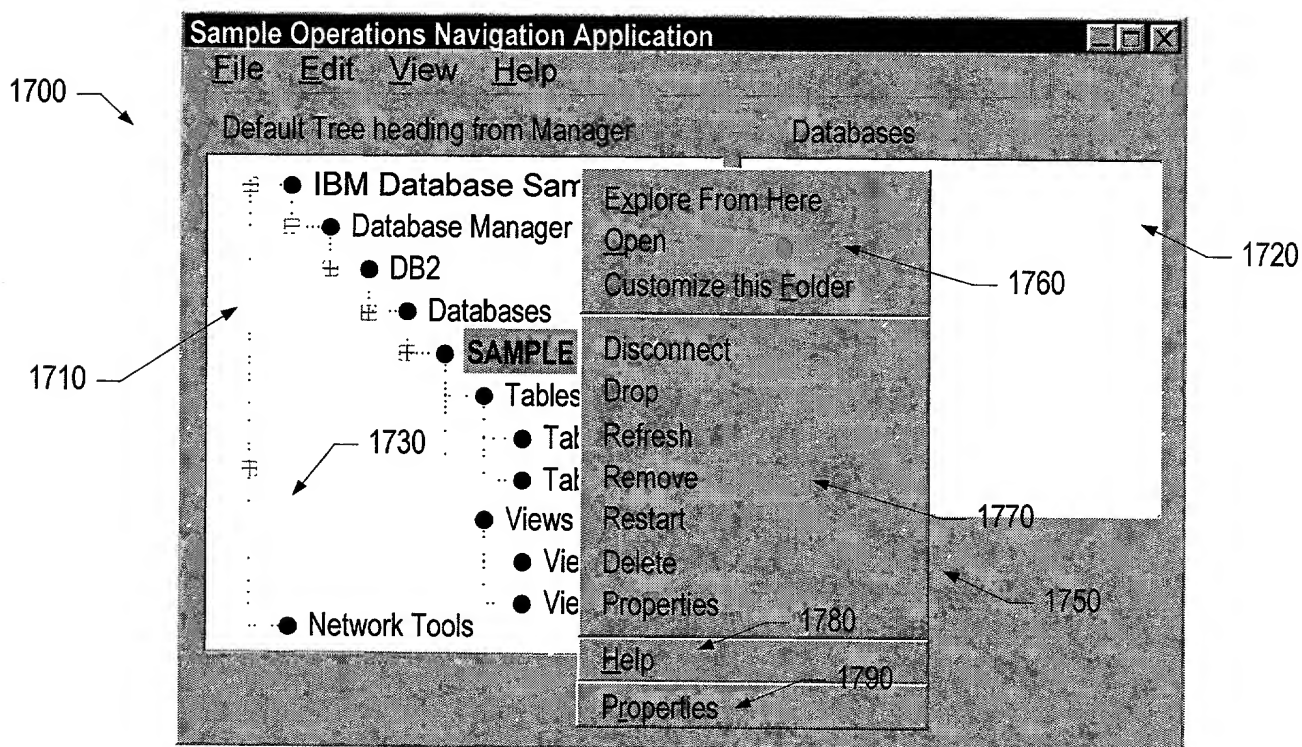 Sample Operations Navigation Application
File Edit View Help
1700
Default Tree heading from Manager
Databases
IBM Database Sam
Database Manager
DB2
Databases
SAMPLE
Tables
Tab
Tab
Views
Vie
Vie
Network Tools
Explore From Here
Open
Customize this Folder
Disconnect
Drop
Refresh
Remove
Restart
Delete
Properties
Help
Properties
1710
1720
1730
1760
1770
1750
1780
1790